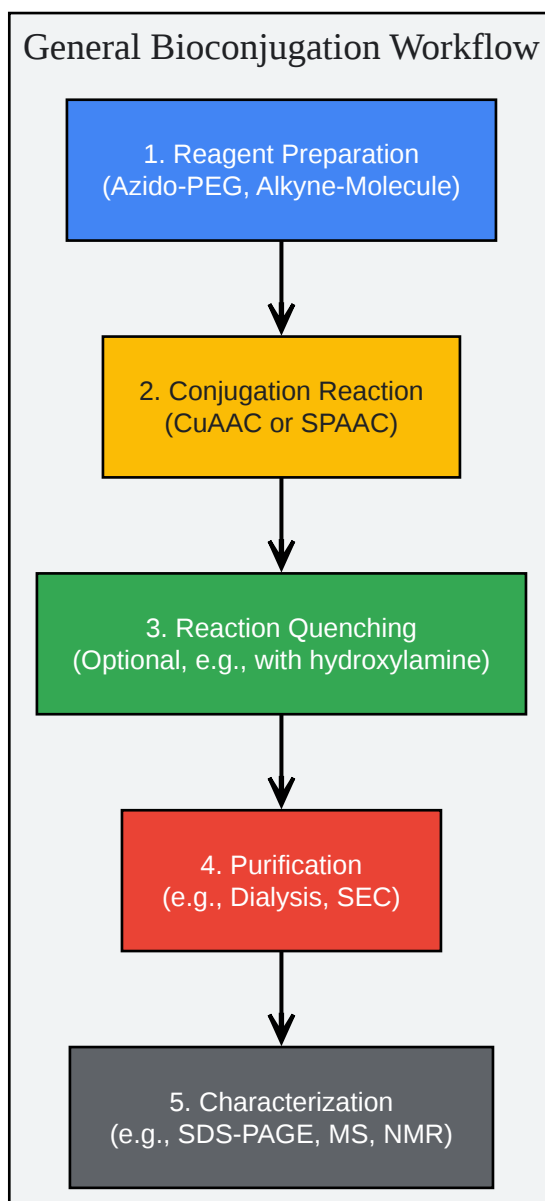 General Bioconjugation Workflow
1. Reagent Preparation
(Azido-PEG, Alkyne-Molecule)
2. Conjugation Reaction
(CuAAC or SPAAC)
3. Reaction Quenching
(Optional, e.g., with hydroxylamine)
4. Purification
(e.g., Dialysis, SEC)
5. Characterization
(e.g., SDS-PAGE, MS, NMR)